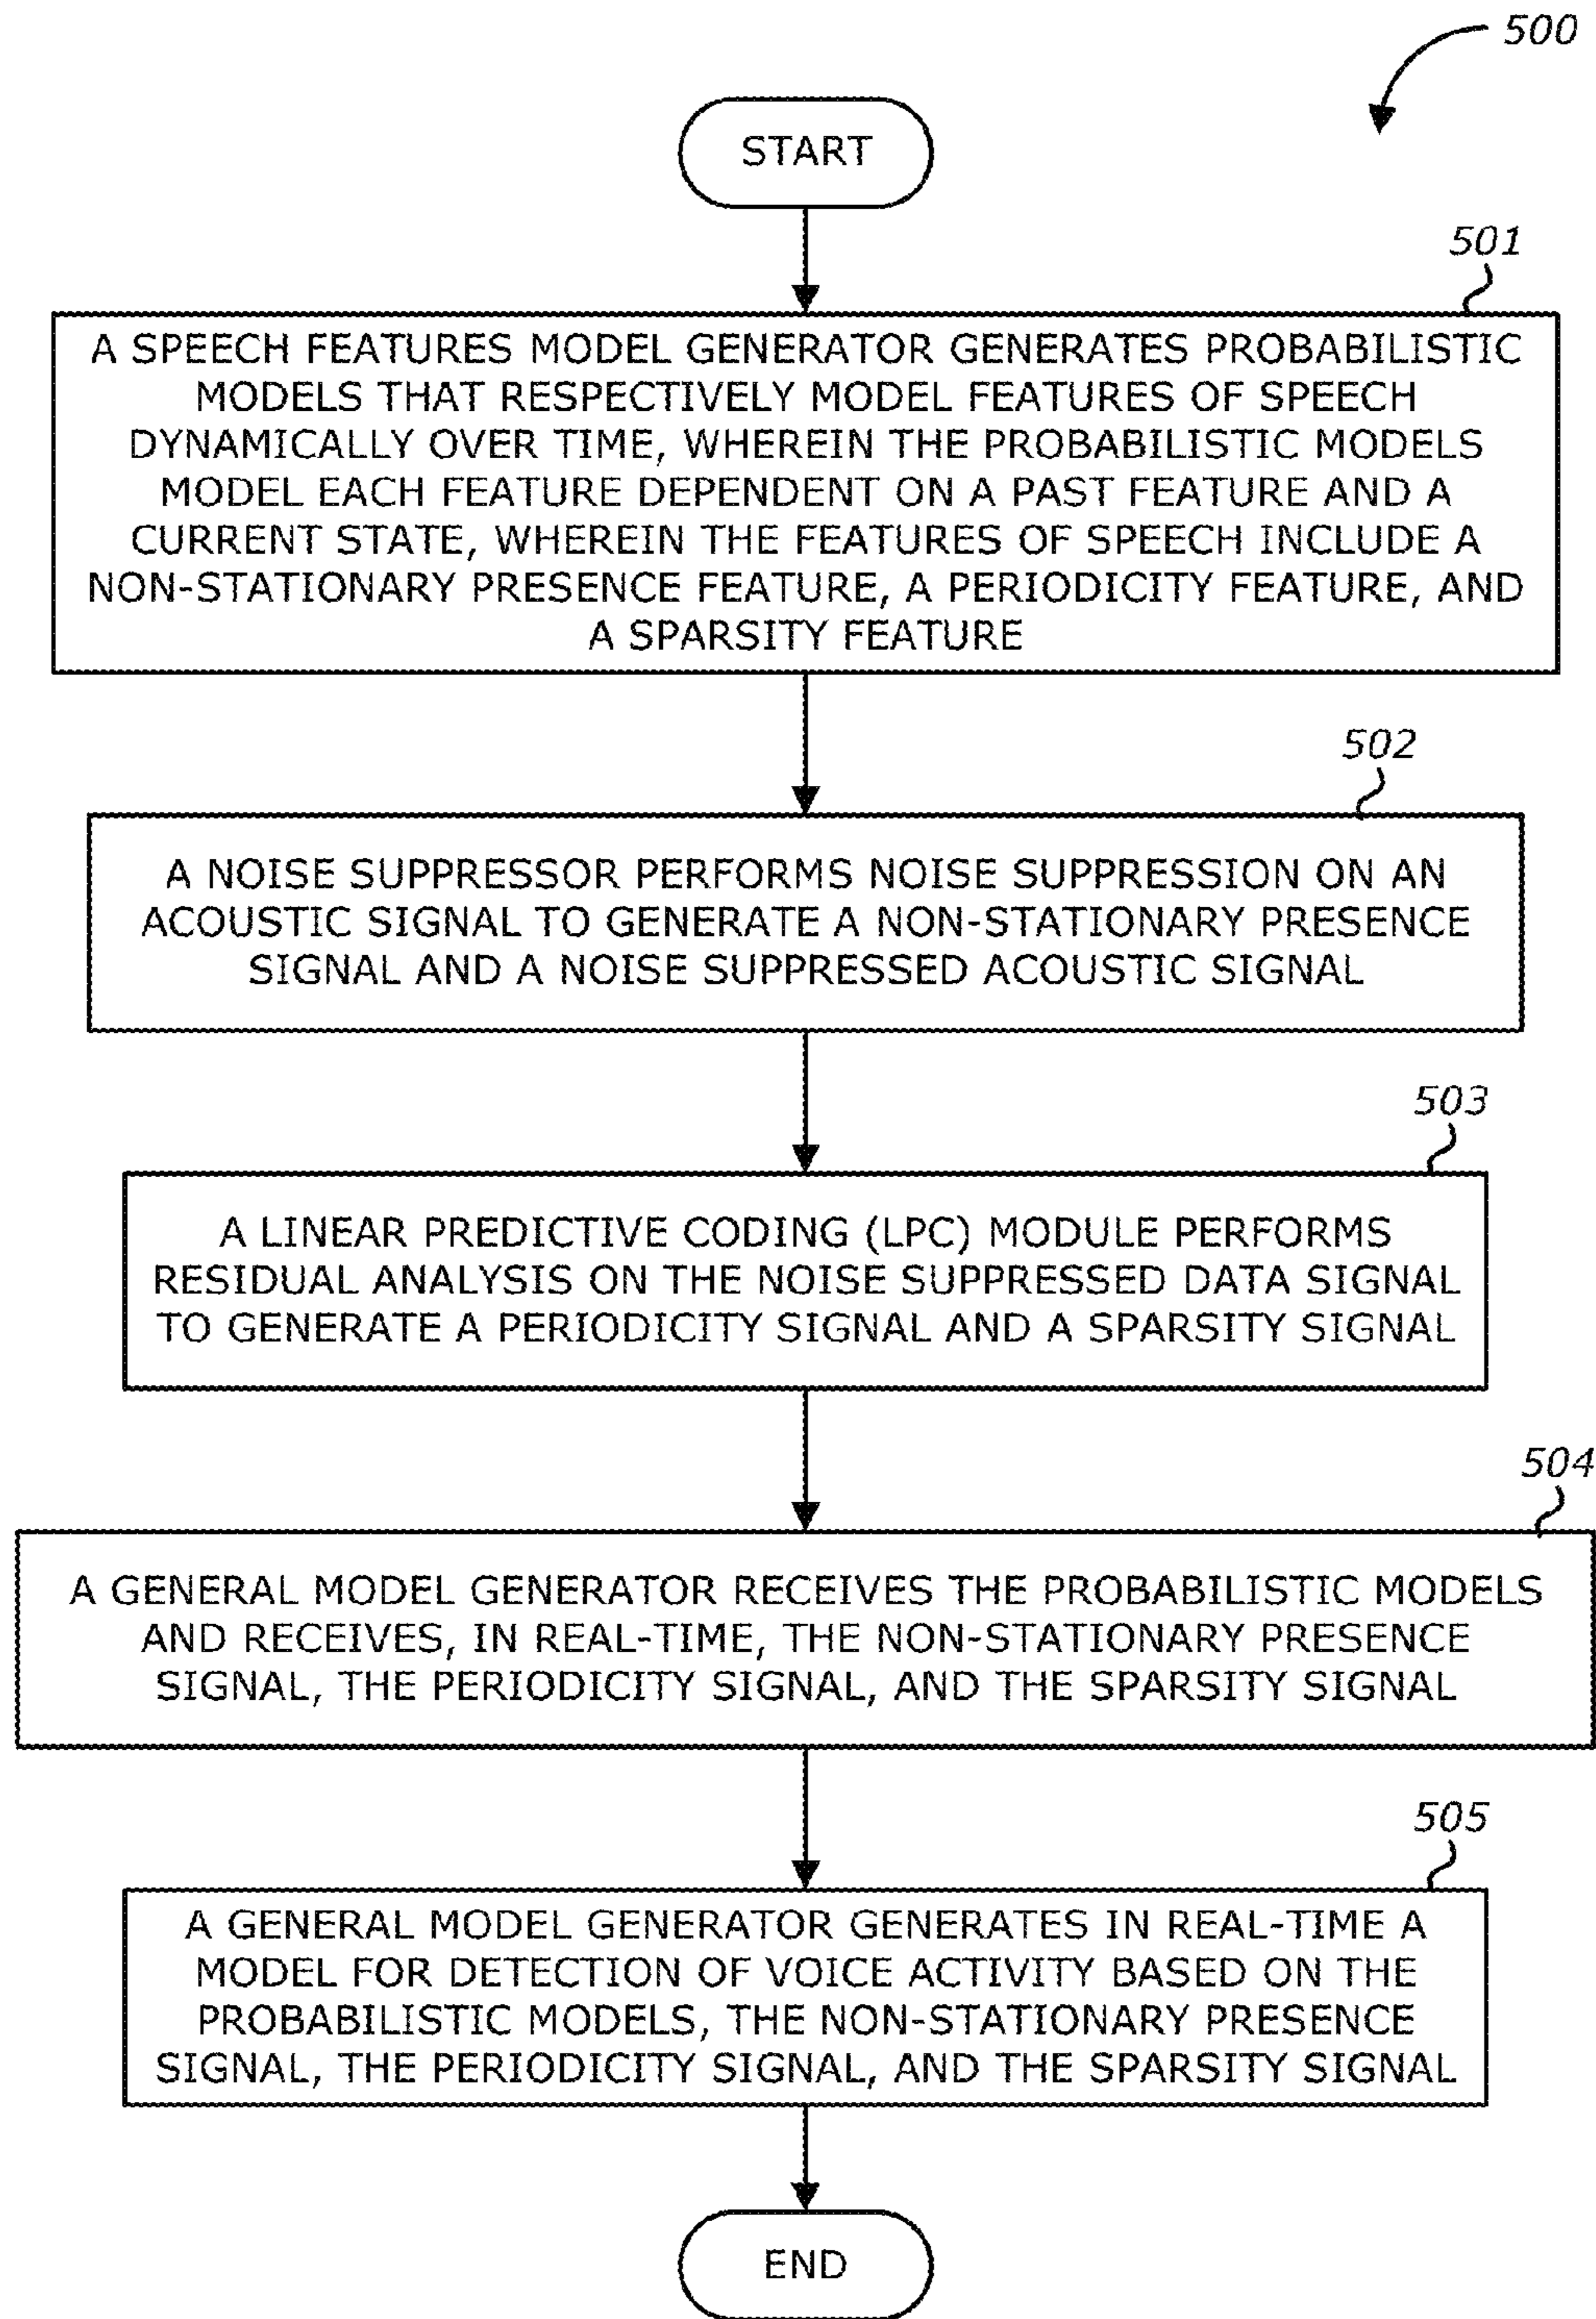 500
START
501
A SPEECH FEATURES MODEL GENERATOR GENERATES PROBABILISTIC
MODELS THAT RESPECTIVELY MODEL FEATURES OF SPEECH
DYNAMICALLY OVER TIME, WHEREIN THE PROBABILISTIC MODELS
MODEL EACH FEATURE DEPENDENT ON A PAST FEATURE AND A
CURRENT STATE, WHEREIN THE FEATURES OF SPEECH INCLUDE A
NON-STATIONARY PRESENCE FEATURE, A PERIODICITY FEATURE, AND
A SPARSITY FEATURE
502
A NOISE SUPPRESSOR PERFORMS NOISE SUPPRESSION ON AN
ACOUSTIC SIGNAL TO GENERATE A NON-STATIONARY PRESENCE
SIGNAL AND A NOISE SUPPRESSED ACOUSTIC SIGNAL
503
A LINEAR PREDICTIVE CODING (LPC) MODULE PERFORMS
RESIDUAL ANALYSIS ON THE NOISE SUPPRESSED DATA SIGNAL
TO GENERATE A PERIODICITY SIGNAL AND A SPARSITY SIGNAL
504
A GENERAL MODEL GENERATOR RECEIVES THE PROBABILISTIC MODELS
AND RECEIVES, IN REAL-TIME, THE NON-STATIONARY PRESENCE
SIGNAL, THE PERIODICITY SIGNAL, AND THE SPARSITY SIGNAL
505
A GENERAL MODEL GENERATOR GENERATES IN REAL-TIME A
MODEL FOR DETECTION OF VOICE ACTIVITY BASED ON THE
PROBABILISTIC MODELS, THE NON-STATIONARY PRESENCE
SIGNAL, THE PERIODICITY SIGNAL, AND THE SPARSITY SIGNAL
END